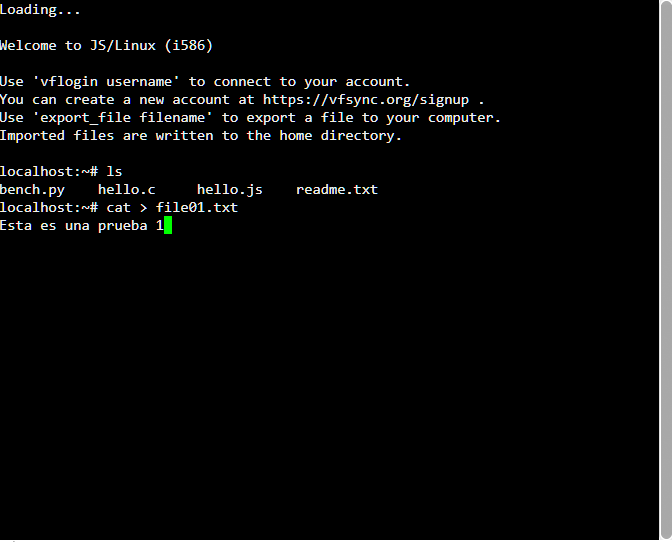 Loading...
Welcome to JS/Linux (i586)
Use 'vflogin username' to connect to your account.
You can create a new account at https://vfsync.org/signup .
Use 'export_file filename' to export a file to your computer.
Imported files are written to the home directory.
localhost:~# ls
bench.py    hello.c     hello.js    readme.txt
localhost:~# cat > file01.txt
Esta es una prueba 1